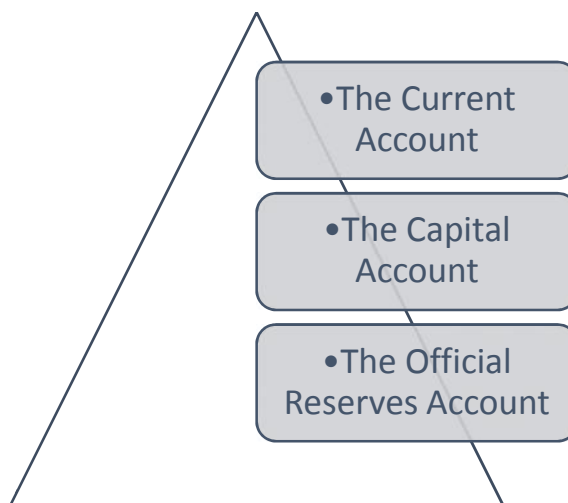 •The Current
Account
•The Capital
Account
•The Official
Reserves Account